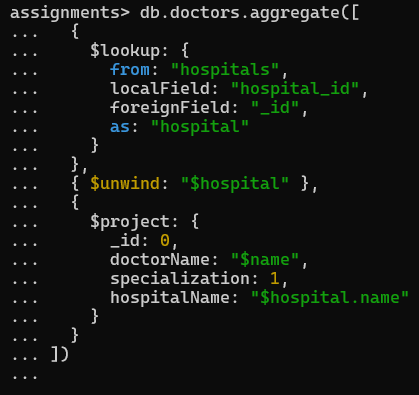 assignments> db.doctors.aggregate([
...   {
...     $lookup: {
...       from: "hospitals",
...       localField: "hospital_id",
...       foreignField: "_id",
...       as: "hospital"
...     }
...   },
...   { $unwind: "$hospital" },
...   {
...     $project: {
...       _id: 0,
...       doctorName: "$name",
...       specialization: 1,
...       hospitalName: "$hospital.name"
...     }
...   }
... ])
...